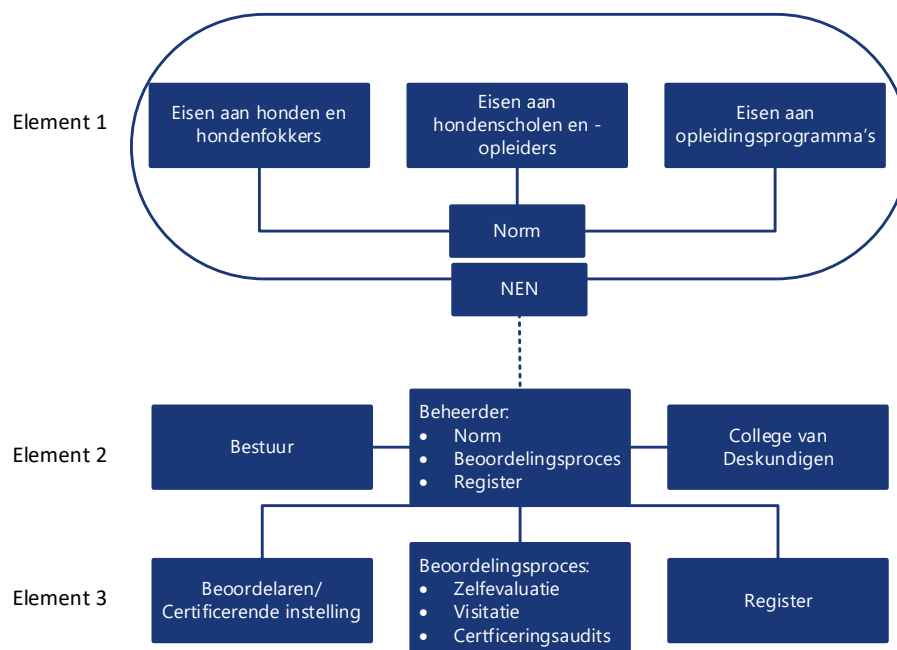 Element 1
Eisen aan honden en
hondenfokkers
Eisen aan
hondenscholen en -
opleiders
Eisen aan
opleidingsprogramma's
Norm
NEN
Element 2
Bestuur
Beheerder:
• Norm
• Beoordelingsproces
• Register
College van
Deskundigen
Element 3
Beoordelaren/
Certificerende instelling
Beoordelingsproces:
• Zelfevaluatie
• Visitatie
• Certficeringsaudits
Register